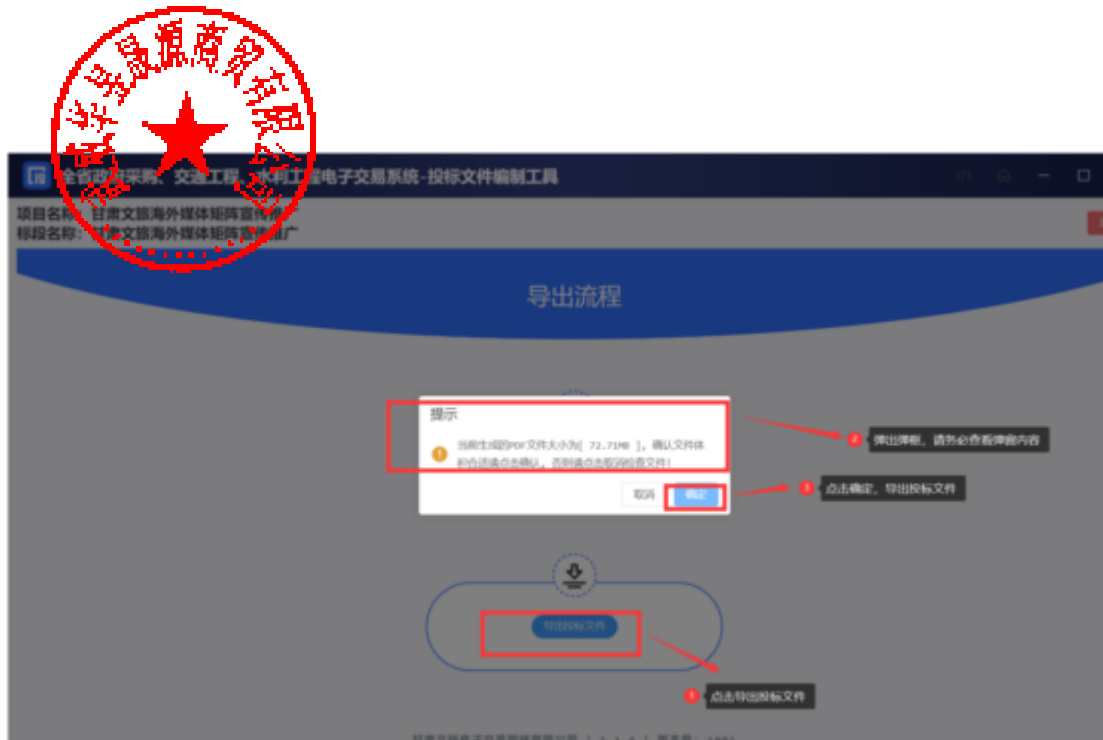 全省政府采购、交通工程、水利工程电子交易系统-投标文件编制工具
项目名称：甘肃文旅海外媒体矩阵宣传推广
标段名称：甘肃文旅海外媒体矩阵宣传推广
导出流程
提示
当前生成的PDF文件大小为[ 72.71MB ]，确认文件体
积合适请点击确认，否则请点击取消检查文件！
取消 确定
2 弹出弹框，请务必查看弹窗内容
3 点击确定，导出投标文件
导出投标文件
1 点击导出投标文件